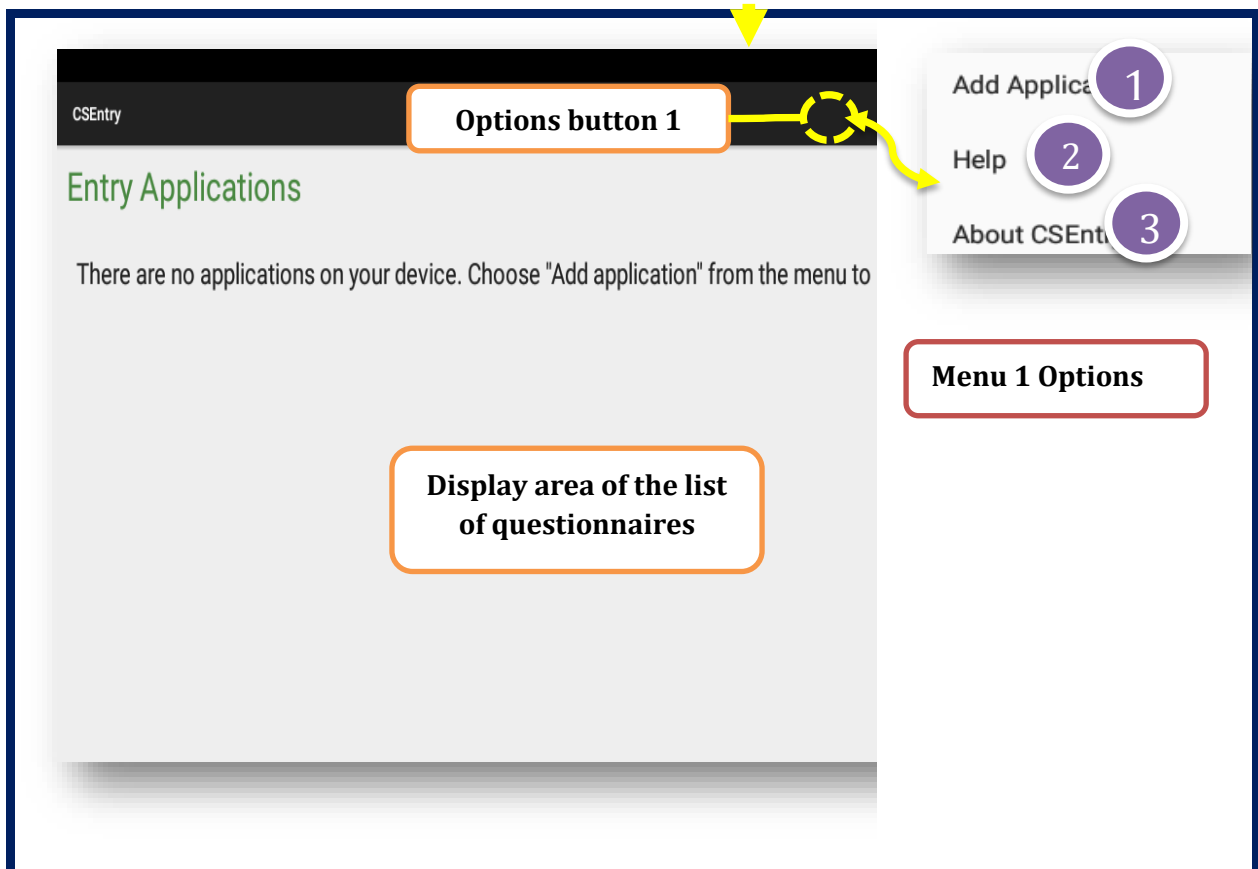 CSEntry
Options button 1
Entry Applications
There are no applications on your device. Choose "Add application" from the menu to
Display area of the list
of questionnaires
Add Applica
1
Help
2
About CSEnt
3
Menu 1 Options